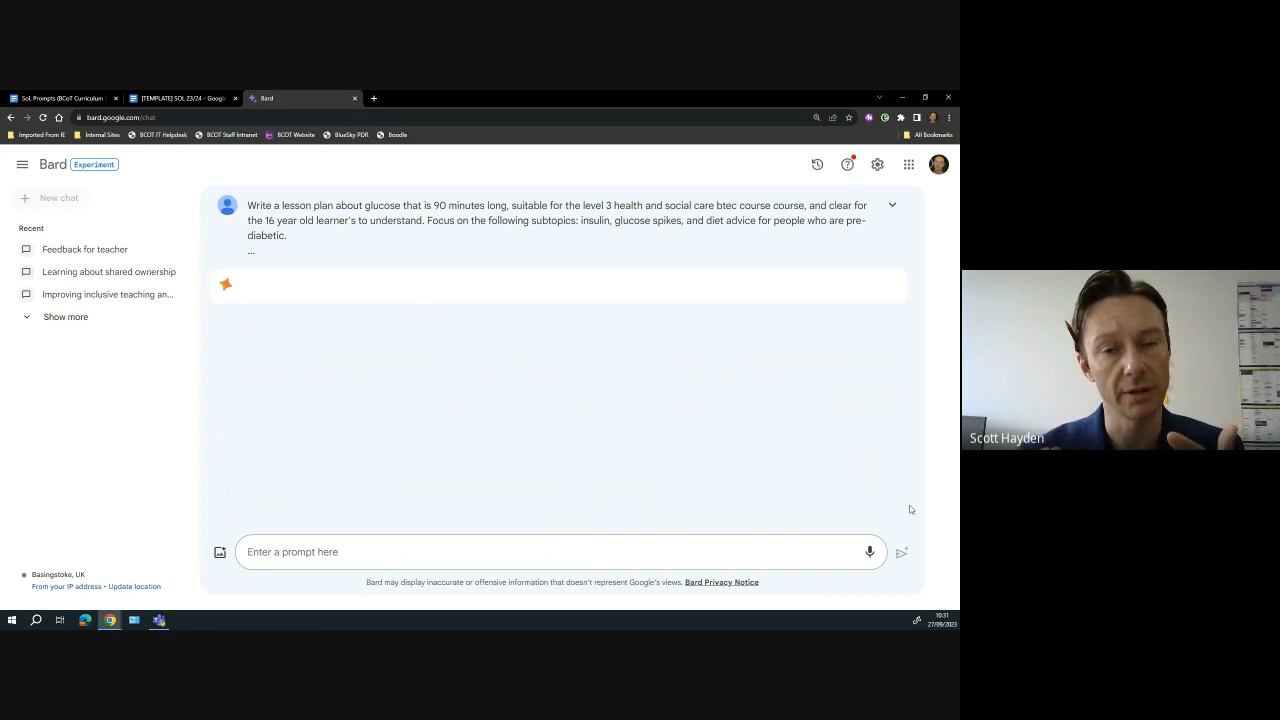 SoL Prompts (BCoT Curriculum
[TEMPLATE] SOL 23/24 - Googl
Bard
bard.google.com/chat
Imported From IE
Internal Sites
BCOT IT Helpdesk
BCOT Staff Intranet
BCOT Website
BlueSky PDR
Boodle
All Bookmarks
Bard
Experiment
New chat
Recent
Feedback for teacher
Learning about shared ownership
Improving inclusive teaching an...
Show more
Write a lesson plan about glucose that is 90 minutes long, suitable for the level 3 health and social care btec course course, and clear for
the 16 year old learner's to understand. Focus on the following subtopics: insulin, glucose spikes, and diet advice for people who are pre-
diabetic.
...
Scott Hayden
Enter a prompt here
Basingstoke, UK
From your IP address • Update location
Bard may display inaccurate or offensive information that doesn't represent Google's views. Bard Privacy Notice
10:31
27/09/2023